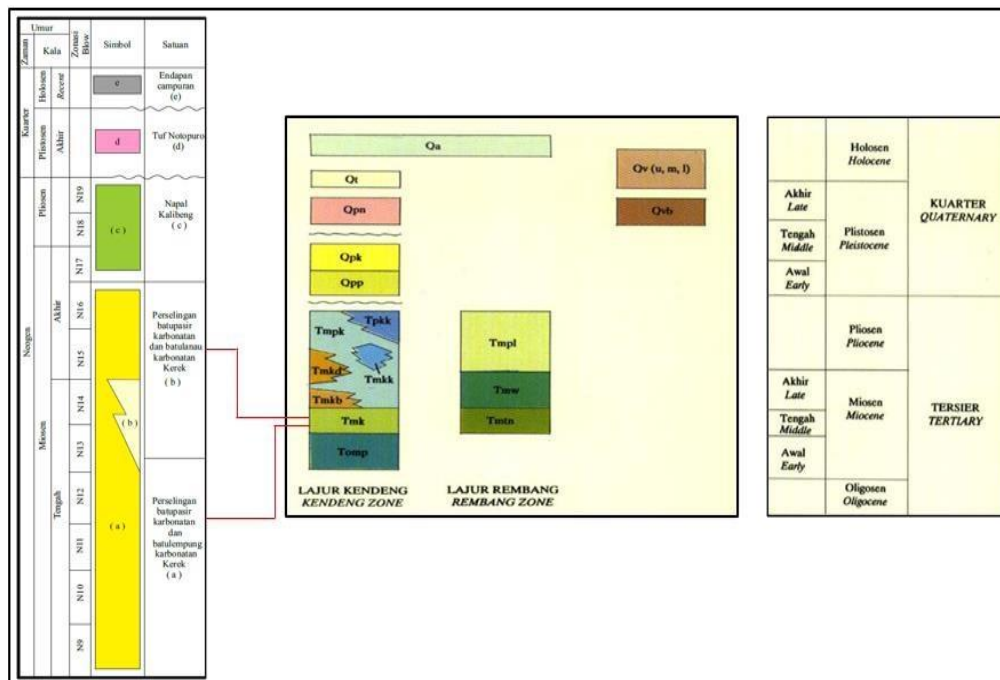 Umur
Zaman
Kala
Zonasi
Blow
Simbol
Satuan
Kuarter
Holosen
Recent
e
Endapan
campuran
(e)
Plistosen
Akhir
d
Tuf Notopuro
(d)
Neogen
Pliosen
N19
N18
N17
( c )
Napal
Kalibeng
( c )
Miosen
Akhir
N16
N15
Perselingan
batupasir
karbonatan
dan batulanau
karbonatan
Kerek
( b )
Tengah
N14
N13
( b )
N12
N11
N10
N9
( a )
Perselingan
batupasir
karbonatan
dan
batulempung
karbonatan
Kerek
( a )
Qa
Qt
Qpn
Qpk
Qpp
Tmpk
Tpkk
Tmkd
Tmkk
Tmkb
Tmk
Tomp
LAJUR KENDENG
KENDENG ZONE
Tmpl
Tmw
Tmtn
LAJUR REMBANG
REMBANG ZONE
Qv (u, m, l)
Qvb
Holosen
Holocene
Akhir
Late
Tengah
Middle
Awal
Early
Plistosen
Pleistocene
KUARTER
QUATERNARY
Pliosen
Pliocene
Akhir
Late
Tengah
Middle
Awal
Early
Miosen
Miocene
Oligosen
Oligocene
TERSIER
TERTIARY